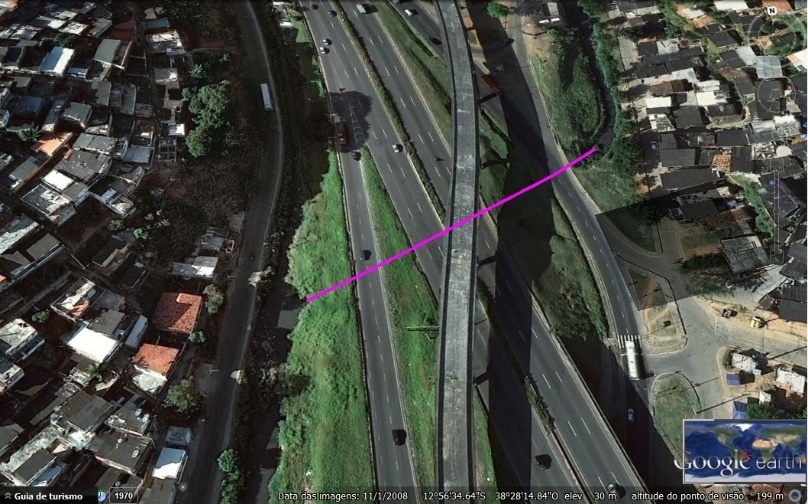 N
Google earth
Guia de turismo
1970
Data das imagens: 11/1/2008 12°56'34.64"S 38°28'14.84"O elev 30 m altitude do ponto de visão 199 m